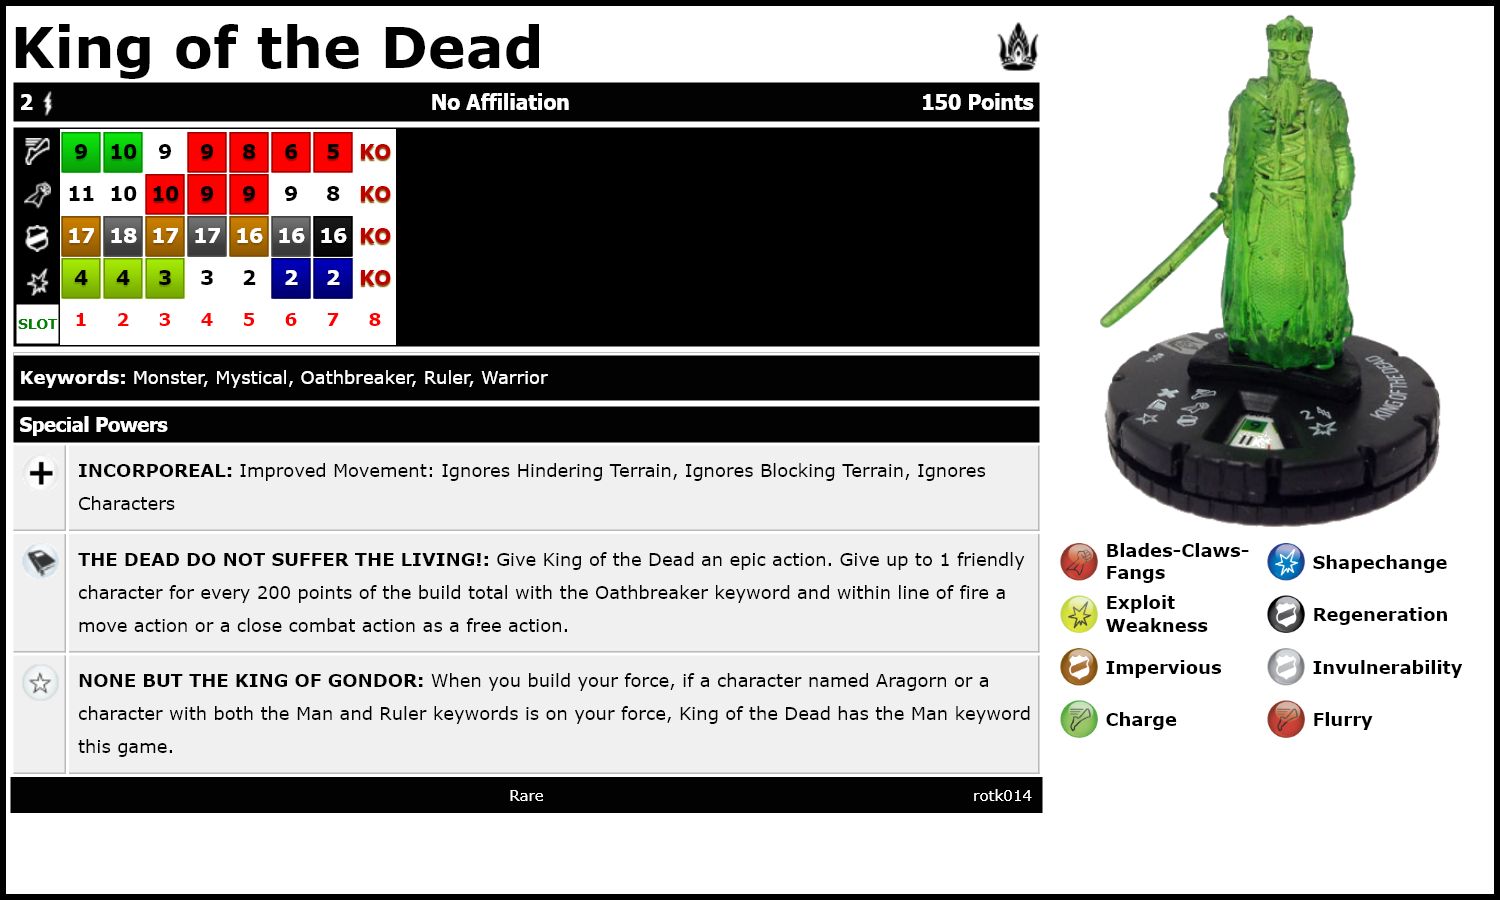 King of the Dead
2 No Affiliation 150 Points
9 10 9 9 8 6 5 KO
11 10 10 9 9 9 8 KO
17 18 17 17 16 16 16 KO
4 4 3 3 2 2 2 KO
SLOT 1 2 3 4 5 6 7 8
Keywords: Monster, Mystical, Oathbreaker, Ruler, Warrior
Special Powers
INCORPOREAL: Improved Movement: Ignores Hindering Terrain, Ignores Blocking Terrain, Ignores
Characters
THE DEAD DO NOT SUFFER THE LIVING!: Give King of the Dead an epic action. Give up to 1 friendly
character for every 200 points of the build total with the Oathbreaker keyword and within line of fire a
move action or a close combat action as a free action.
NONE BUT THE KING OF GONDOR: When you build your force, if a character named Aragorn or a
character with both the Man and Ruler keywords is on your force, King of the Dead has the Man keyword
this game.
Rare rotk014
KING OF THE DEAD
2
9
11
Blades-Claws-
Fangs
Shapechange
Exploit
Weakness
Regeneration
Impervious
Invulnerability
Charge
Flurry